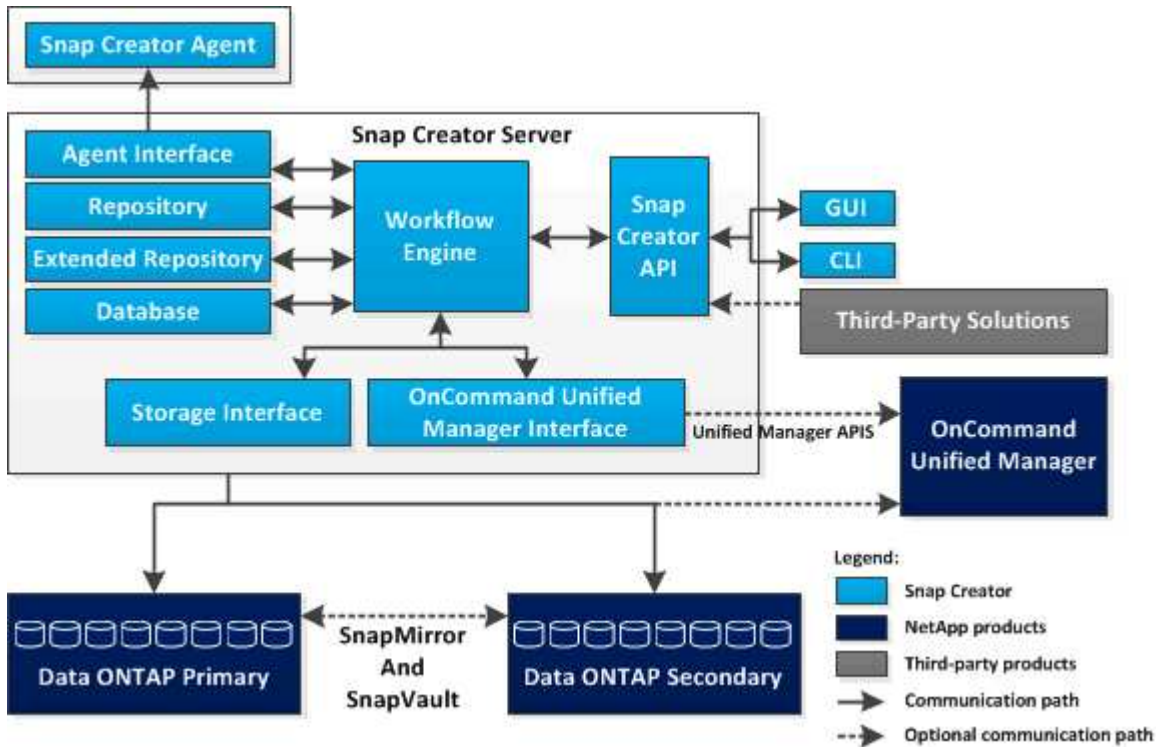 Snap Creator Agent
Snap Creator Server
Agent Interface
Repository
Extended Repository
Database
Workflow
Engine
Snap
Creator
API
GUI
CLI
Third-Party Solutions
Storage Interface
OnCommand Unified
Manager Interface
Unified Manager APIS
OnCommand
Unified Manager
Data ONTAP Primary
SnapMirror
And
SnapVault
Data ONTAP Secondary
Legend:
Snap Creator
NetApp products
Third-party products
Communication path
Optional communication path